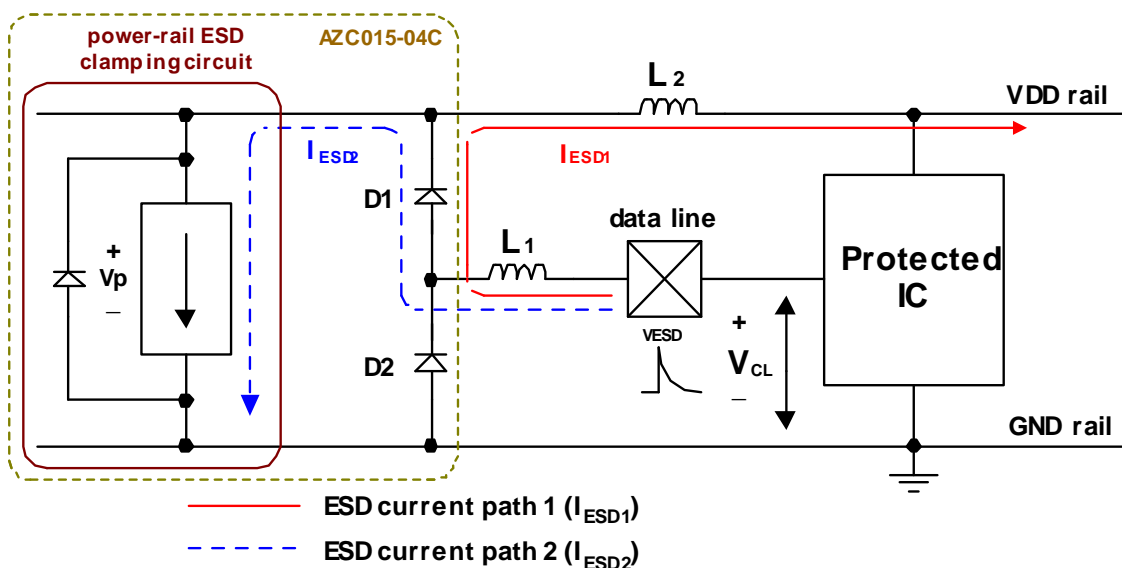 power-rail ESD
clamping circuit
AZC015-04C
L2
VDD rail
IESD2
IESD1
D1
data line
L1
+
Vp
_
Protected
IC
VESD
+
VCL
_
D2
GND rail
ESD current path 1 (IESD1)
ESD current path 2 (IESD2)